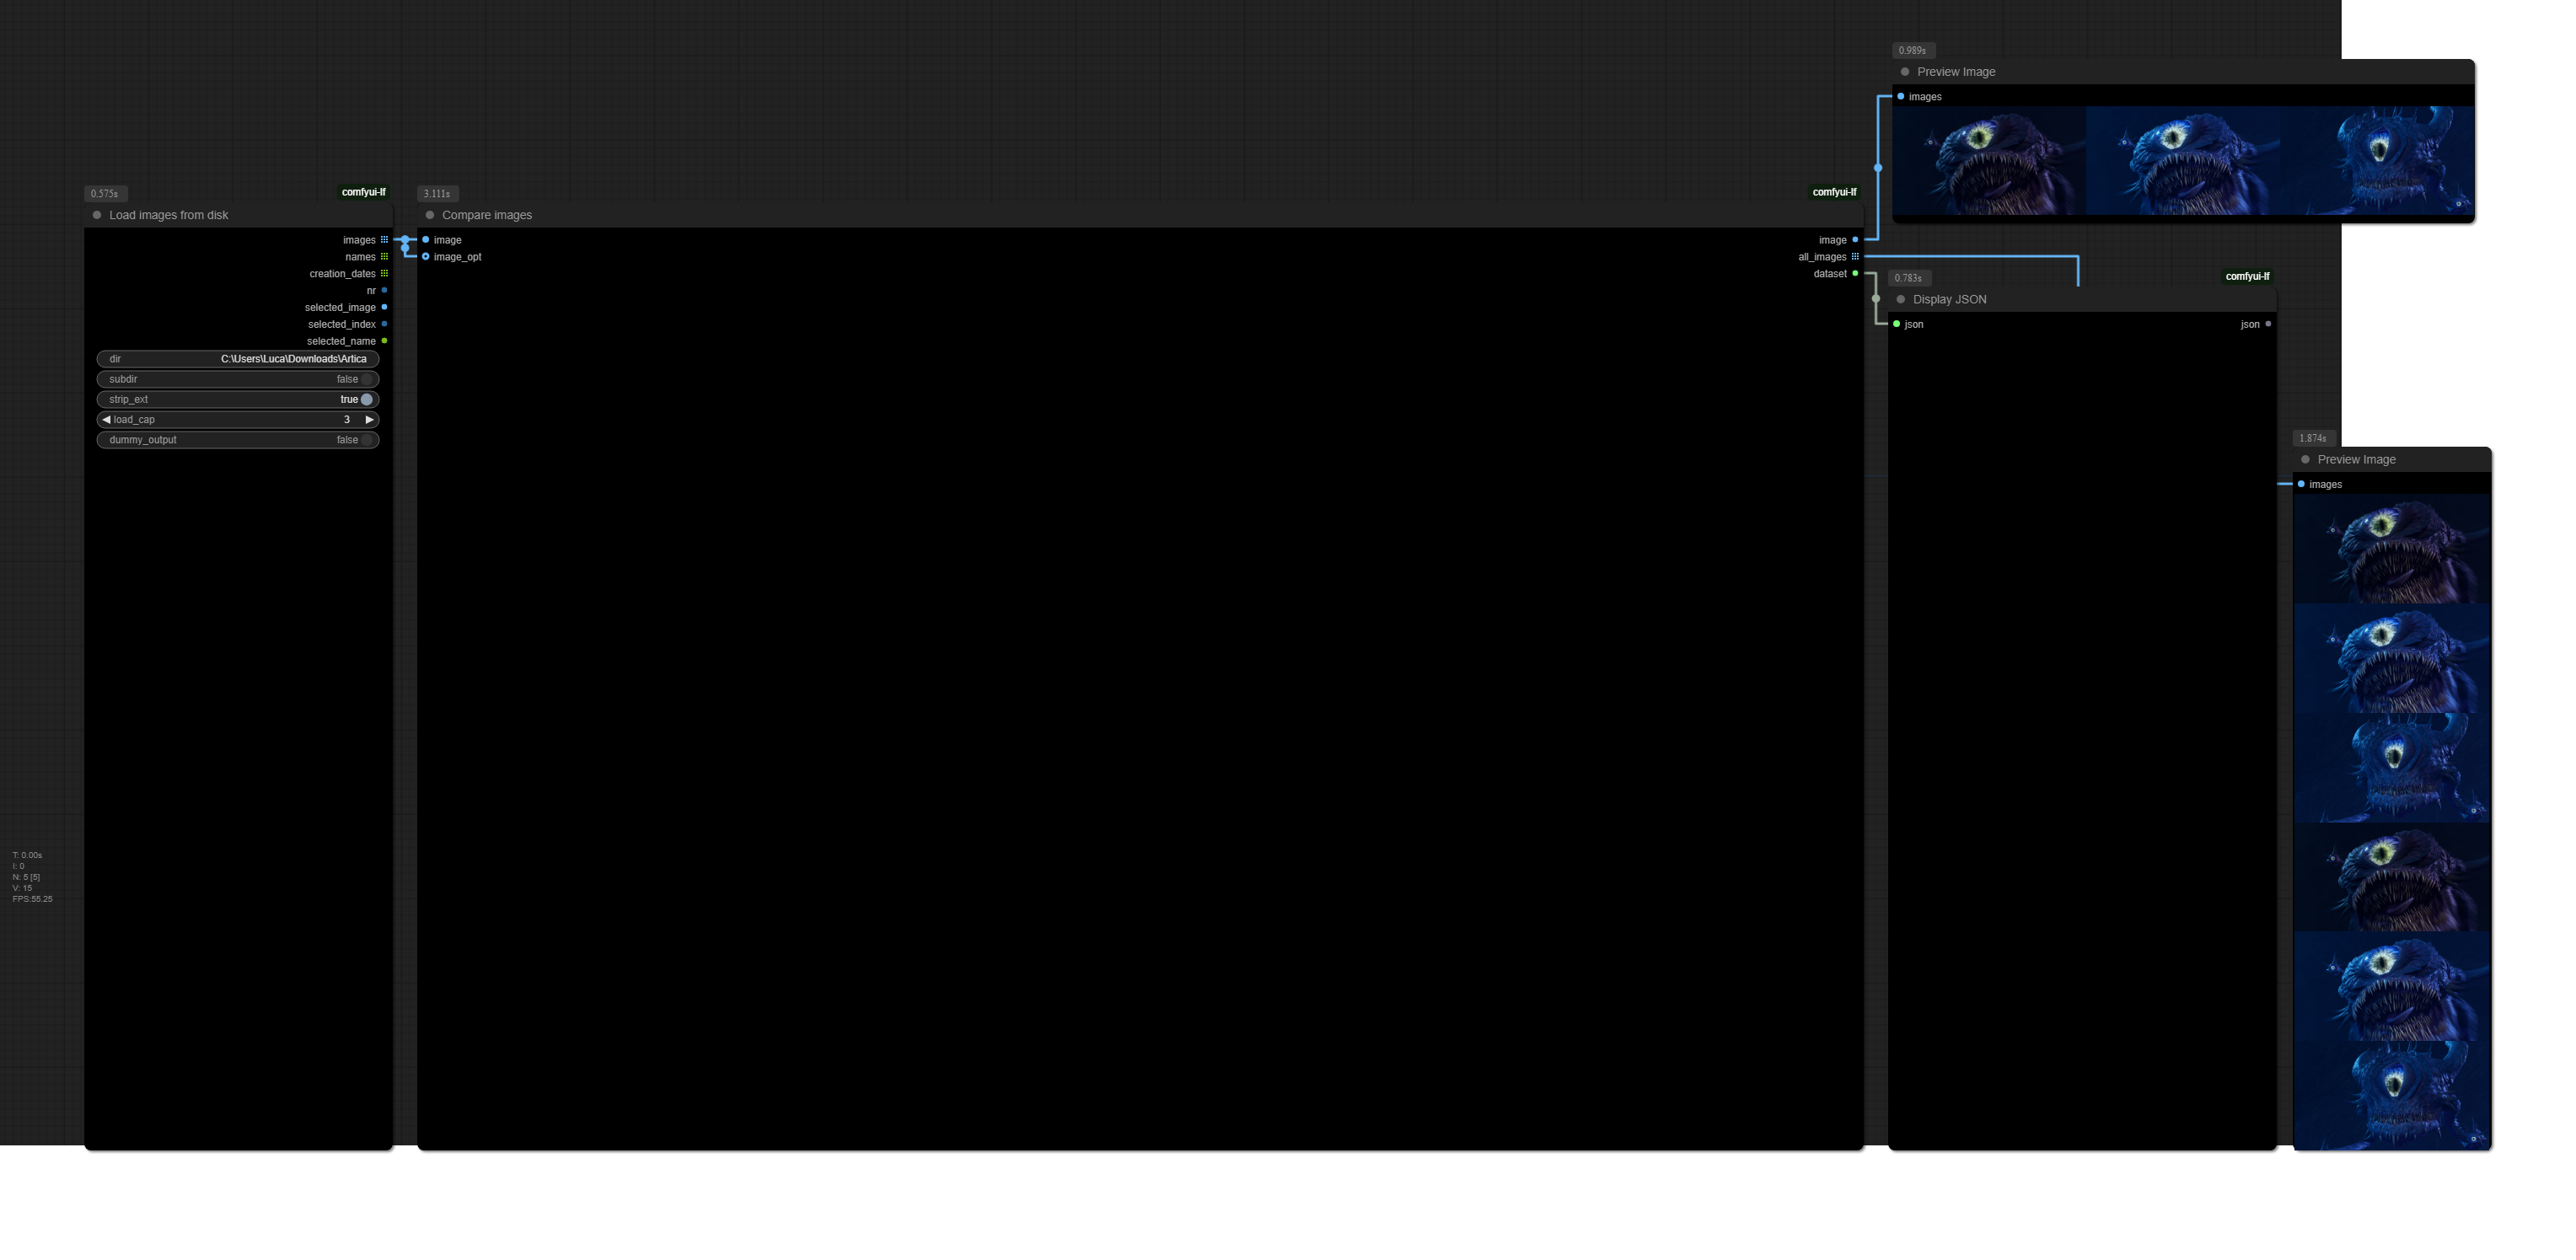 0.989s
Preview Image
images
0.575s
comfyui-lf
Load images from disk
images
names
creation_dates
nr
selected_image
selected_index
selected_name
dir C:\Users\Luca\Downloads\Artica
subdir false
strip_ext true
load_cap 3
dummy_output false
3.111s
comfyui-lf
Compare images
image image
image_opt all_images
dataset
0.783s
comfyui-lf
Display JSON
json json
1.874s
Preview Image
images
T: 0.00s
I: 0
N: 5 [5]
V: 15
FPS:55.25